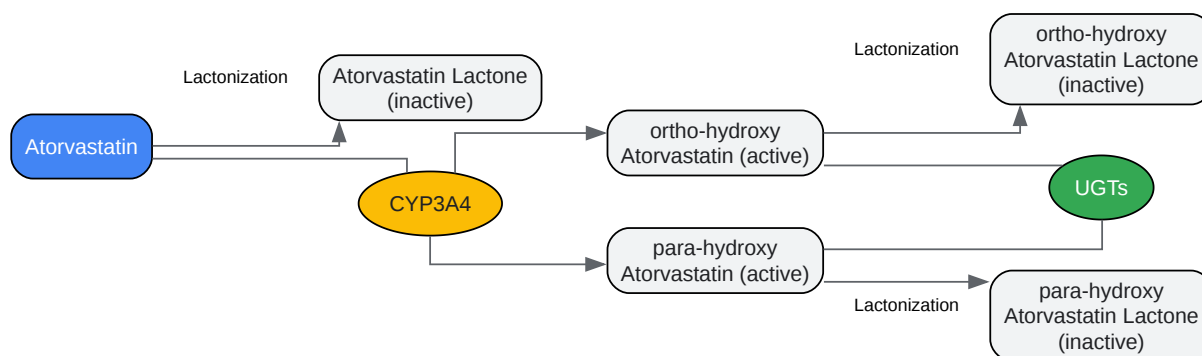 Lactonization
Atorvastatin Lactone
(inactive)
Lactonization
ortho-hydroxy
Atorvastatin Lactone
(inactive)
Atorvastatin
ortho-hydroxy
Atorvastatin (active)
CYP3A4
UGTs
para-hydroxy
Atorvastatin (active)
Lactonization
para-hydroxy
Atorvastatin Lactone
(inactive)